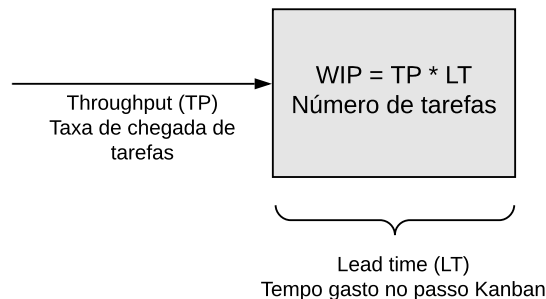 WIP = TP * LT
Número de tarefas
Throughput (TP)
Taxa de chegada de
tarefas
Lead time (LT)
Tempo gasto no passo Kanban